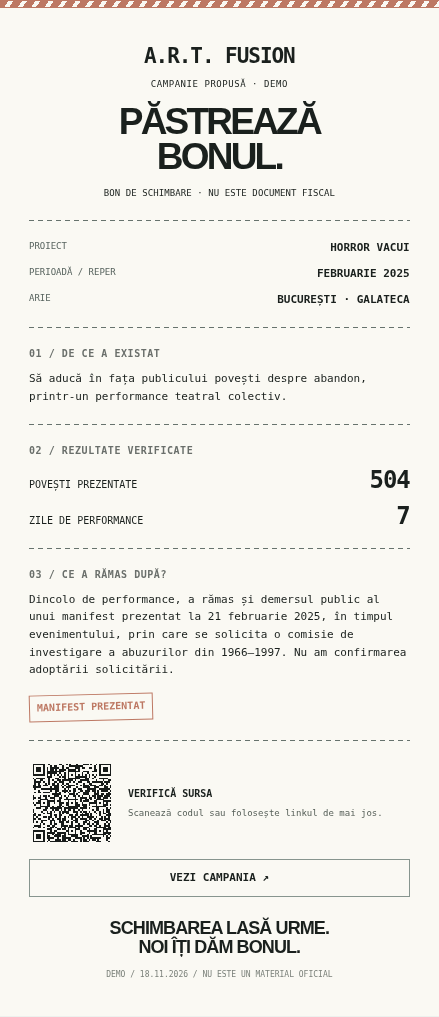 A.R.T. FUSION
CAMPANIE PROPUSĂ · DEMO
PĂSTREAZĂ
BONUL.
BON DE SCHIMBARE · NU ESTE DOCUMENT FISCAL
PROIECT HORROR VACUI
PERIOADĂ / REPER FEBRUARIE 2025
ARIE BUCUREȘTI · GALATECA
01 / DE CE A EXISTAT
Să aducă în fața publicului povești despre abandon,
printr-un performance teatral colectiv.
02 / REZULTATE VERIFICATE
POVEȘTI PREZENTATE 504
ZILE DE PERFORMANCE 7
03 / CE A RĂMAS DUPĂ?
Dincolo de performance, a rămas și demersul public al
unui manifest prezentat la 21 februarie 2025, în timpul
evenimentului, prin care se solicita o comisie de
investigare a abuzurilor din 1966–1997. Nu am confirmarea
adoptării solicitării.
MANIFEST PREZENTAT
VERIFICĂ SURSA
Scanează codul sau folosește linkul de mai jos.
VEZI CAMPANIA ↗
SCHIMBAREA LASĂ URME.
NOI ÎȚI DĂM BONUL.
DEMO / 18.11.2026 / NU ESTE UN MATERIAL OFICIAL